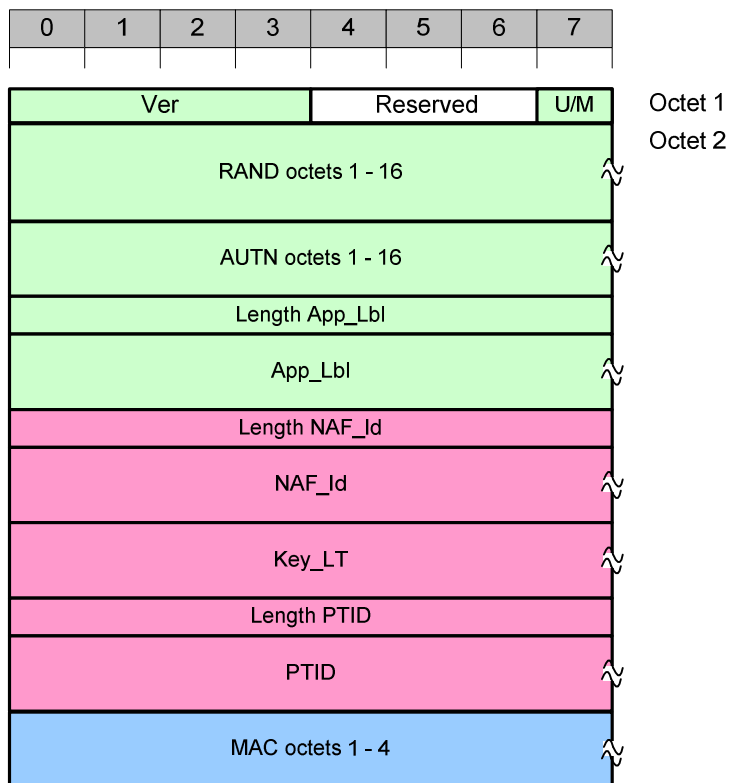 0 1 2 3 4 5 6 7
Ver Reserved U/M Octet 1
Octet 2
RAND octets 1 - 16
AUTN octets 1 - 16
Length App_Lbl
App_Lbl
Length NAF_Id
NAF_Id
Key_LT
Length PTID
PTID
MAC octets 1 - 4